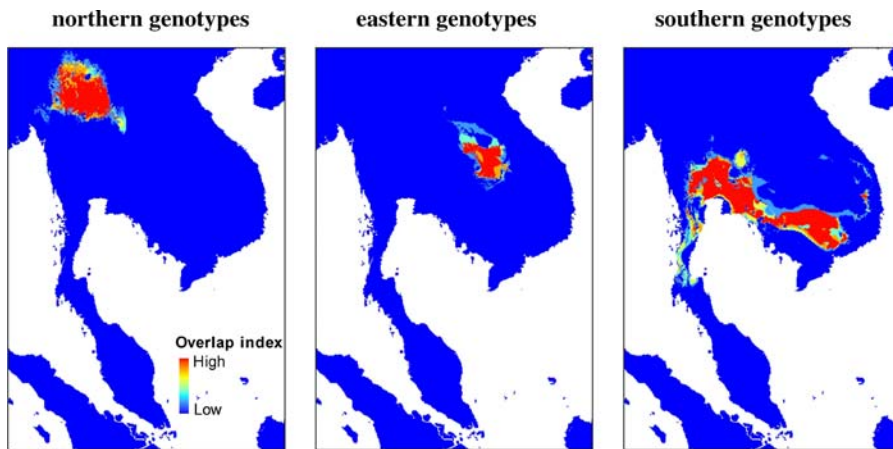 northern genotypes
eastern genotypes
southern genotypes
Overlap index
High
Low